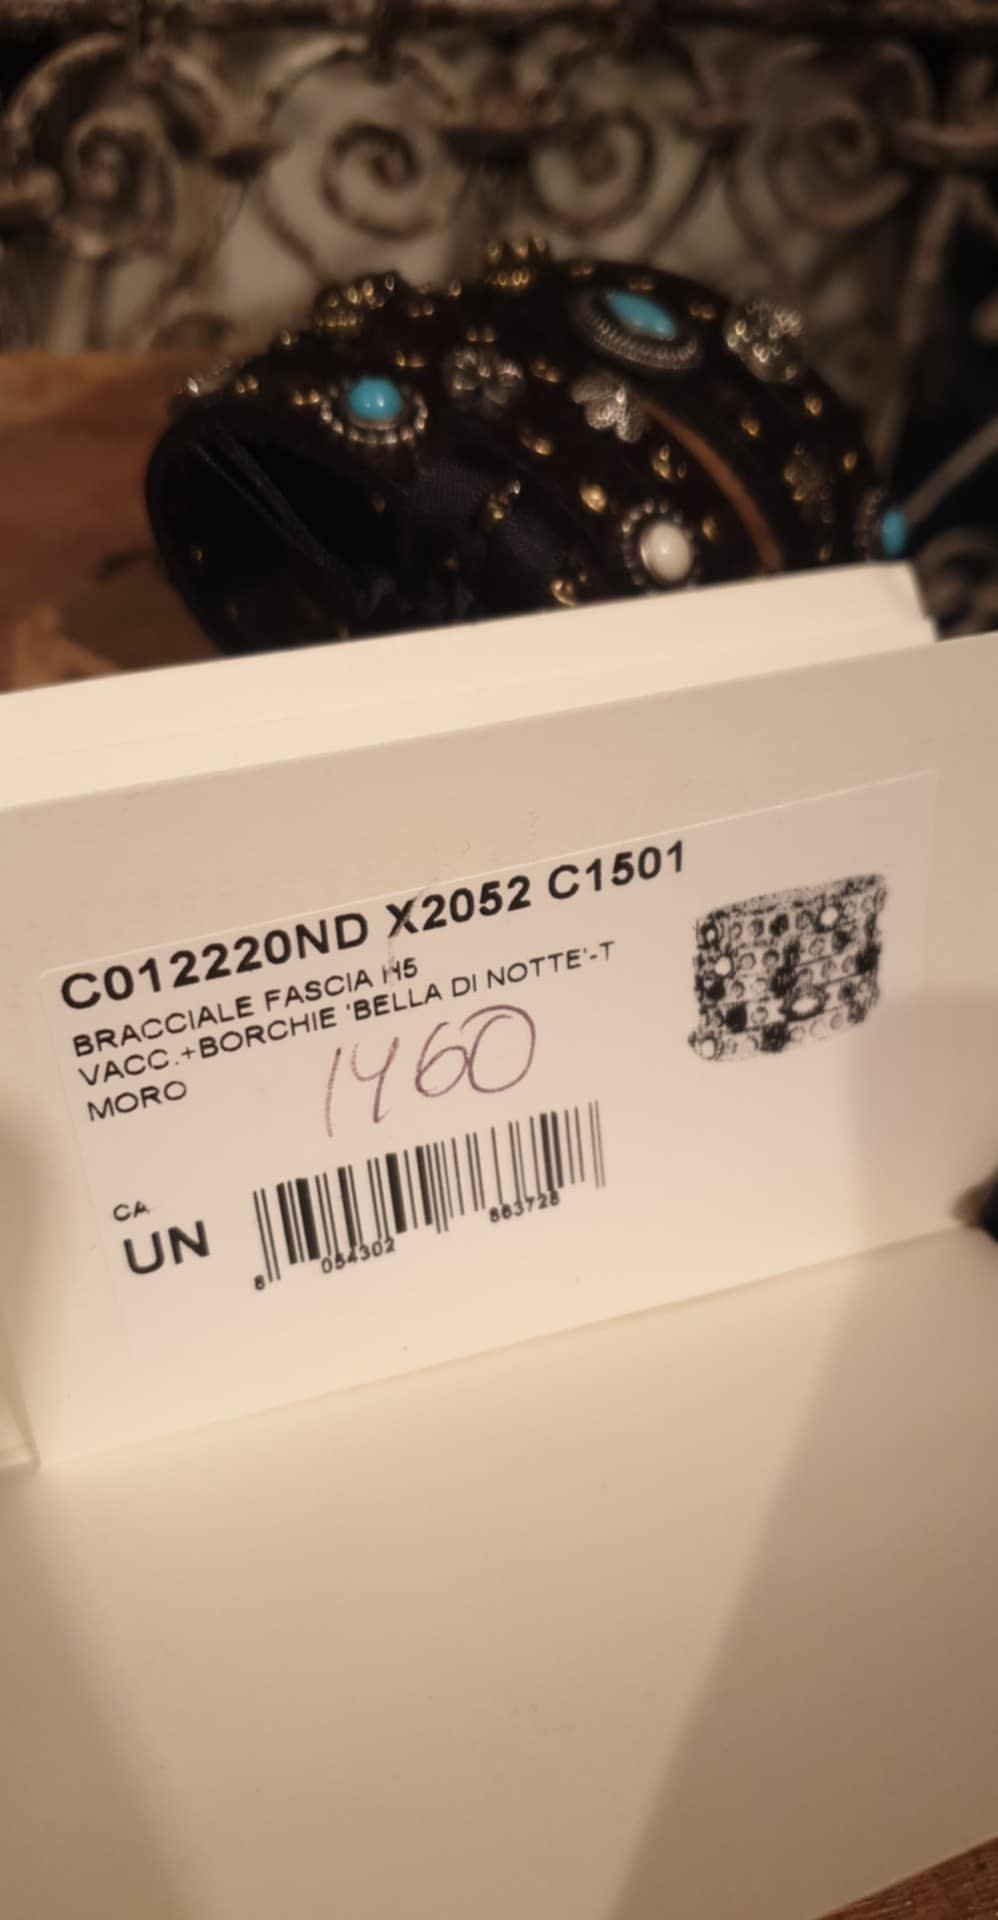 C012220ND X2052 C1501
BRACCIALE FASCIA H5
VACC.+BORCHIE 'BELLA DI NOTTE'-T
MORO
1460
CA
UN
8 054302 863728